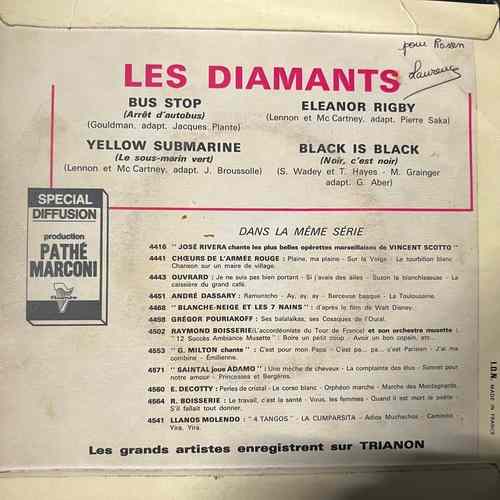 pour Rosen
Laurence
LES DIAMANTS
BUS STOP
(Arrêt d'autobus)
(Gouldman, adapt. Jacques Plante)
ELEANOR RIGBY
(Lennon et Mc Cartney, adapt. Pierre Saka)
YELLOW SUBMARINE
(Le sous-marin vert)
(Lennon et Mc Cartney, adapt. J. Broussolle)
BLACK IS BLACK
(Noir, c'est noir)
(S. Wadey et T. Hayes - M. Grainger
adapt. G. Aber)
SPECIAL
DIFFUSION
production
PATHÉ
MARCONI
DANS LA MÊME SÉRIE
4416 "JOSÉ RIVERA chante les plus belles opérettes marseillaises de VINCENT SCOTTO"
4441 CHŒURS DE L'ARMÉE ROUGE : Plaine, ma plaine - Sur la Volga - Le tourbillon blanc
Chanson sur un maire de village.
4443 OUVRARD : Je ne suis pas bien portant - Si j'avais des ailes - Suzon la blanchisseuse - La
caissière du grand café.
4451 ANDRÉ DASSARY : Ramuntcho - Ay, ay, ay - Berceuse basque - La Toulousaine.
4468 "BLANCHE-NEIGE ET LES 7 NAINS" : d'après le film de Walt Disney.
4498 GRÉGOR POURIANKOFF : Ses balalaïkas, ses Cosaques de l'Oural.
4502 RAYMOND BOISSERIE (L'accordéoniste du Tour de France) et son orchestre musette :
"12 Succès Ambiance Musette" : Boire un petit coup - Avoir un bon copain, etc...
4553 "G. MILTON chante" : C'est pour mon Papa - C'est pa... pa... c'est Parisien - J'ai ma
combine - Émilienne.
4571 "SAINTAL joue ADAMO" : Une mèche de cheveux - La complainte des élus - Sonnet pour
notre amour - Princesses et Bergères.
4560 E. DECOTTY : Perles de cristal - Le corso blanc - Orphéon marche - Marche des Montagnards.
4564 R. BOISSERIE : Le travail, c'est la santé - Vous, les femmes - Quand il est mort le poète -
S'il fallait tout donner.
4541 LLANOS MOLENDO : "4 TANGOS" - LA CUMPARSITA - Adios Muchachos - Caminito
Yira, Yira.
Les grands artistes enregistrent sur TRIANON
I.D.N. MADE IN FRANCE